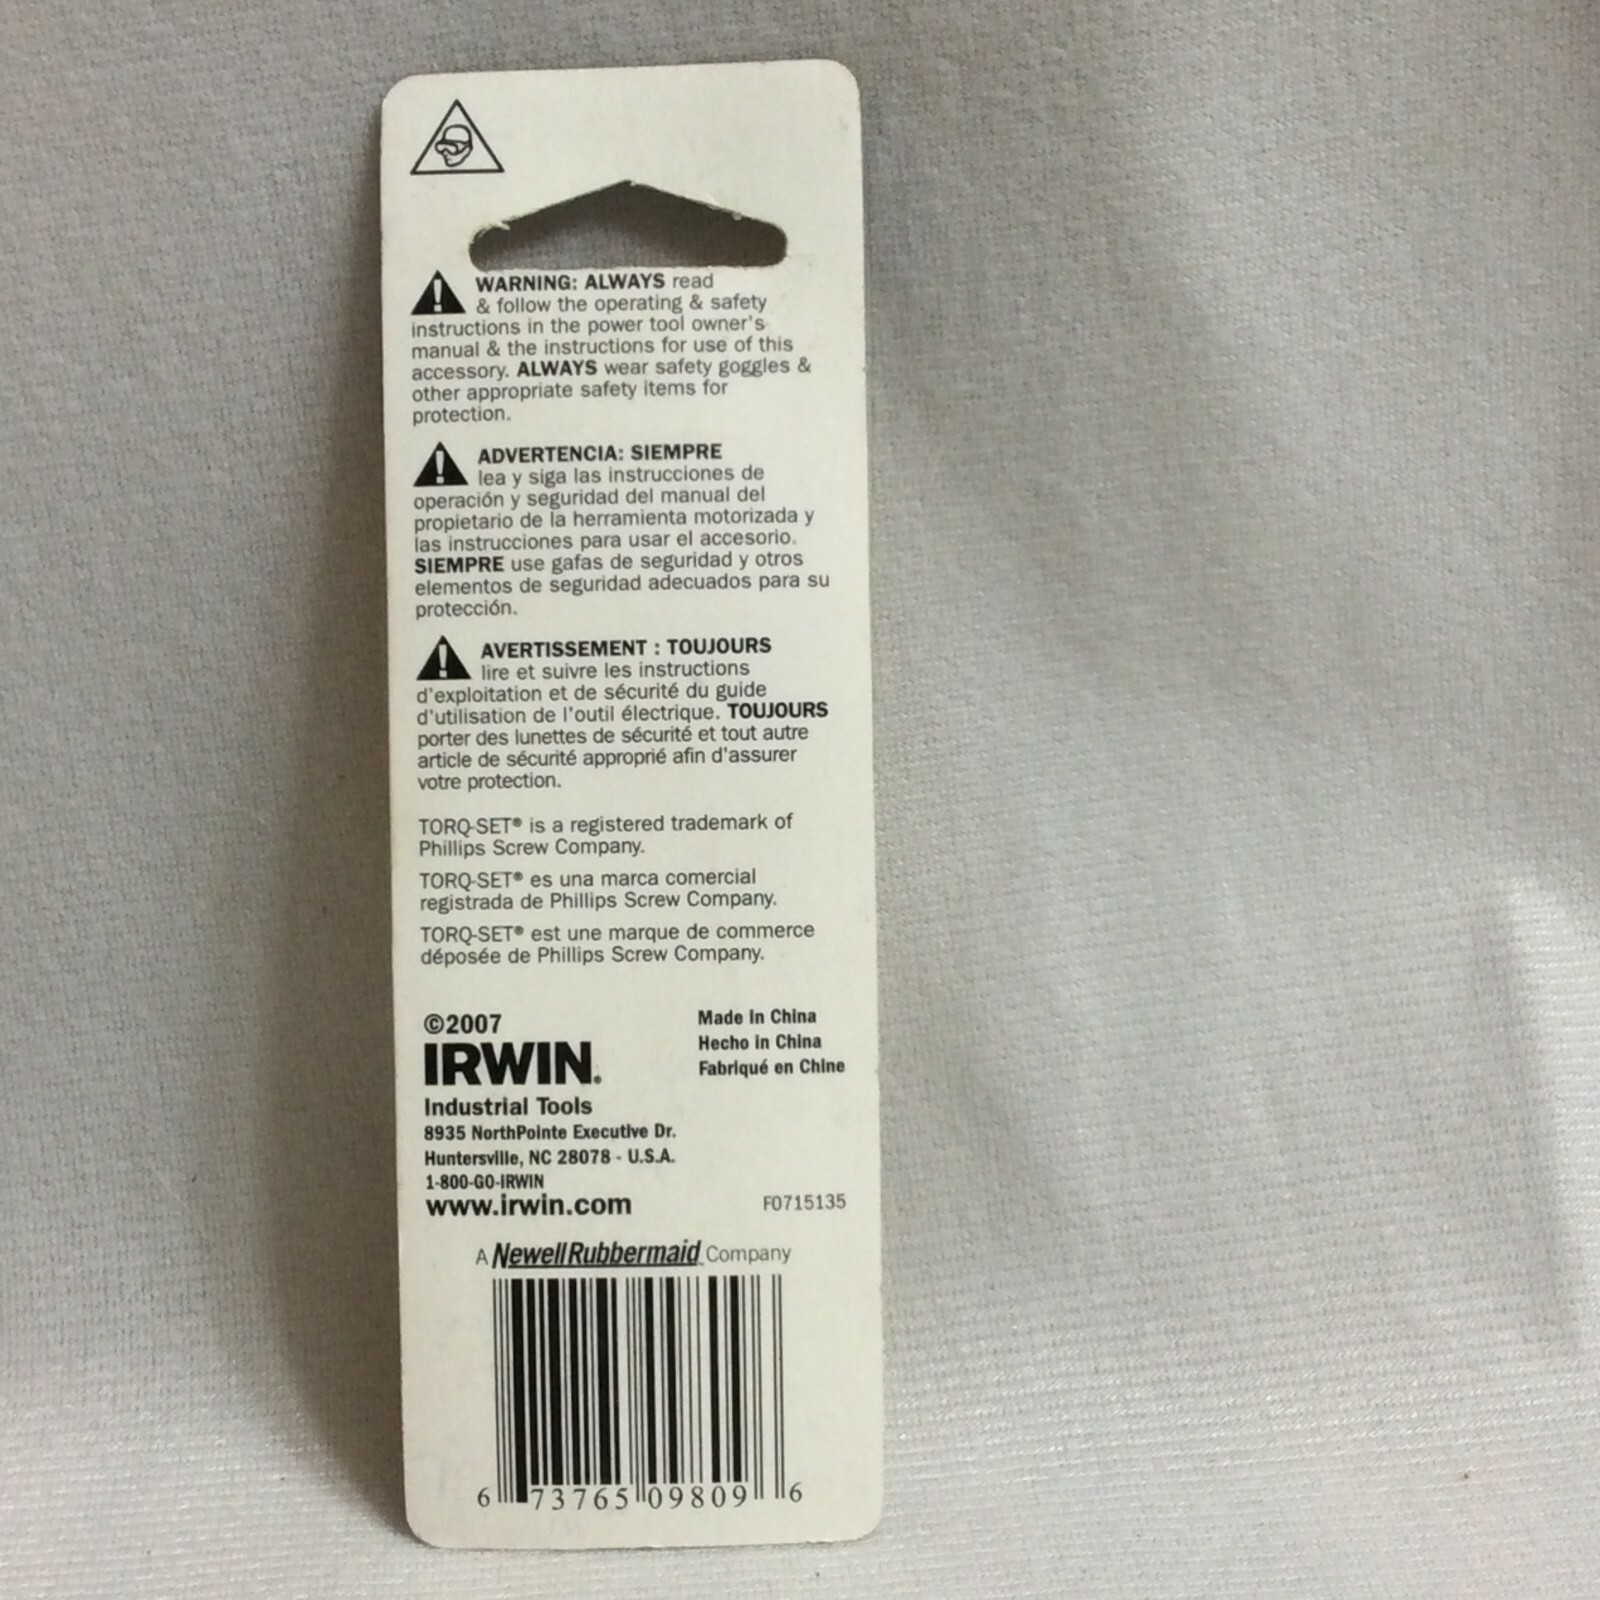 WARNING: ALWAYS read
& follow the operating & safety
instructions in the power tool owner's
manual & the instructions for use of this
accessory. ALWAYS wear safety goggles &
other appropriate safety items for
protection.
ADVERTENCIA: SIEMPRE
lea y siga las instrucciones de
operación y seguridad del manual del
propietario de la herramienta motorizada y
las instrucciones para usar el accesorio.
SIEMPRE use gafas de seguridad y otros
elementos de seguridad adecuados para su
protección.
AVERTISSEMENT : TOUJOURS
lire et suivre les instructions
d'exploitation et de sécurité du guide
d'utilisation de l'outil électrique. TOUJOURS
porter des lunettes de sécurité et tout autre
article de sécurité approprié afin d'assurer
votre protection.
TORQ-SET® is a registered trademark of
Phillips Screw Company.
TORQ-SET® es una marca comercial
registrada de Phillips Screw Company.
TORQ-SET® est une marque de commerce
déposée de Phillips Screw Company.
©2007
IRWIN.
Industrial Tools
8935 NorthPointe Executive Dr.
Huntersville, NC 28078 - U.S.A.
1-800-GO-IRWIN
www.irwin.com
Made in China
Hecho in China
Fabriqué en Chine
F0715135
A NewellRubbermaid Company
6 73765 09809 6